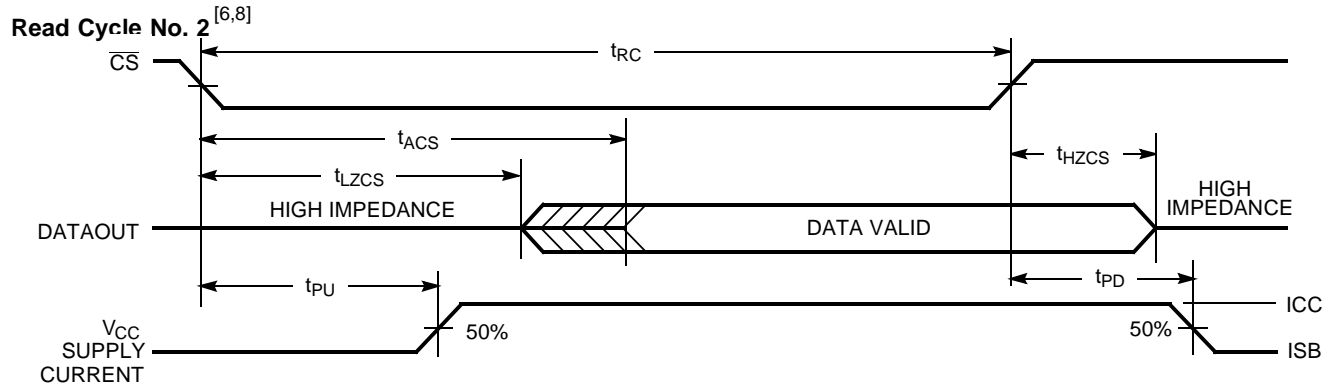 Read Cycle No. 2 [6,8]
CS
tRC
tACS
tHZCS
tLZCS
HIGH IMPEDANCE
HIGH
IMPEDANCE
DATAOUT
DATA VALID
tPU
tPD
ICC
VCC
SUPPLY
CURRENT
50%
50%
ISB